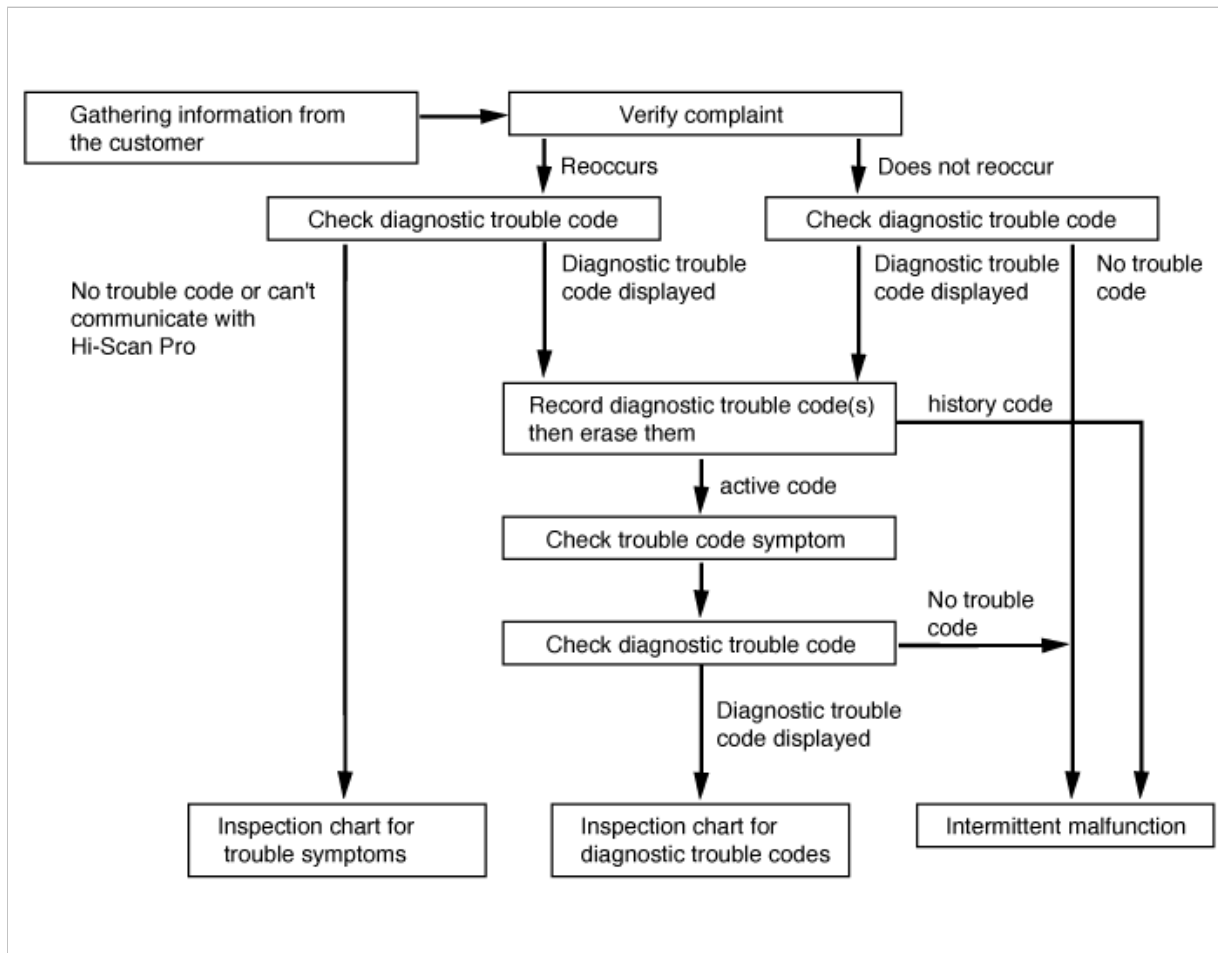 Gathering information from
the customer
Verify complaint
Reoccurs
Does not reoccur
Check diagnostic trouble code
Check diagnostic trouble code
No trouble code or can't
communicate with
Hi-Scan Pro
Diagnostic trouble
code displayed
Diagnostic trouble
code displayed
No trouble
code
Record diagnostic trouble code(s)
then erase them
history code
active code
Check trouble code symptom
No trouble
code
Check diagnostic trouble code
Diagnostic trouble
code displayed
Inspection chart for
trouble symptoms
Inspection chart for
diagnostic trouble codes
Intermittent malfunction